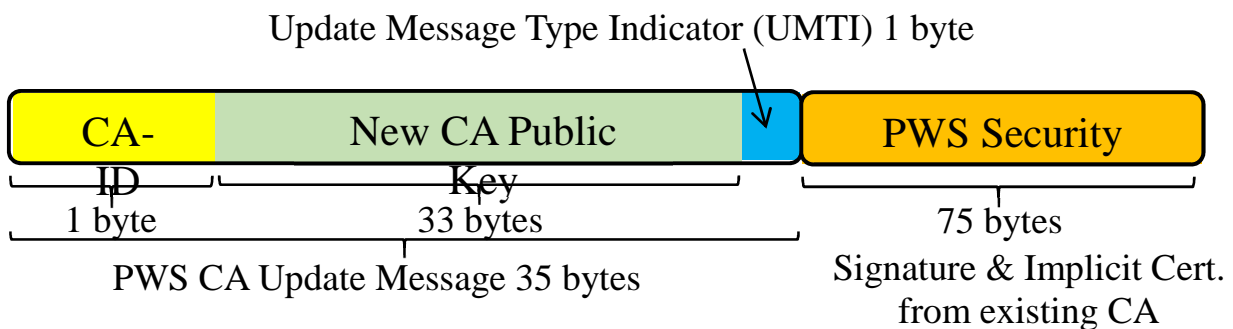 Update Message Type Indicator (UMTI) 1 byte
CA-
ID
New CA Public
Key
PWS Security
1 byte
33 bytes
75 bytes
PWS CA Update Message 35 bytes
Signature & Implicit Cert.
from existing CA